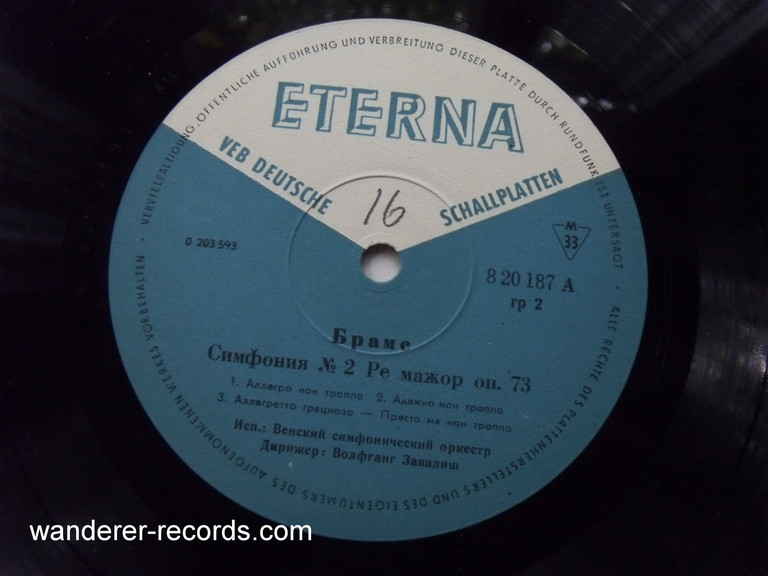 VERVIELFÄLTIGUNG, ÖFFENTLICHE AUFFÜHRUNG UND VERBREITUNG DIESER PLATTE DURCH RUNDFUNK IST UNTERSAGT · ALLE RECHTE DES PLATTENHERSTELLERS UND DES EIGENTÜMERS DES AUFGENOMMENEN WERKES VORBEHALTEN ·
ETERNA
VEB DEUTSCHE SCHALLPLATTEN
16
M
33
0 203 593
8 20 187 A
гр 2
Брамс
Симфония № 2 Ре мажор оп. 73
1. Аллегро нон троппо 2. Адажио нон троппо
3. Аллегретто грациозо — Престо ма нон троппо
Исп.: Венский симфонический оркестр
Дирижер: Волфганг Завалиш
wanderer-records.com